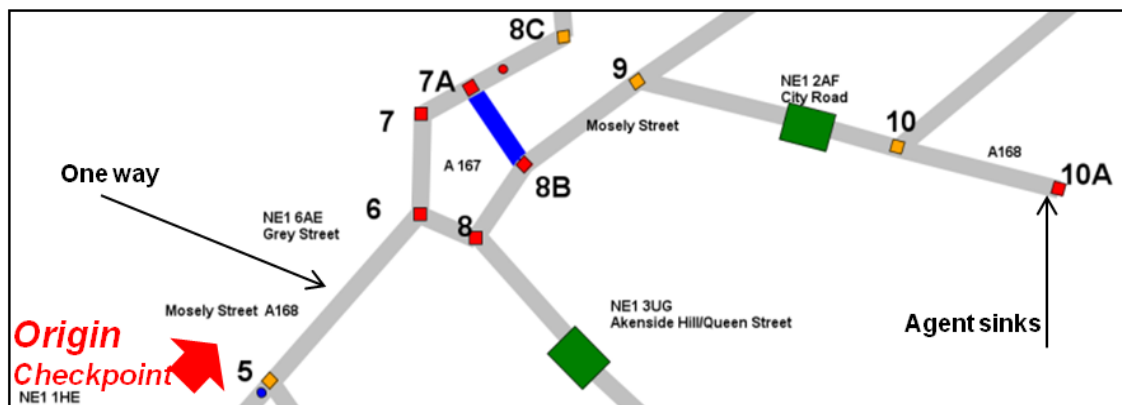 8C
7A
9
NE1 2AF
City Road
7
Mosely Street
10
A 167
A168
One way
8B
10A
6
NE1 6AE
Grey Street
8
Mosely Street A168
NE1 3UG
Akenside Hill/Queen Street
Agent sinks
Origin
Checkpoint
5
NE1 1HE